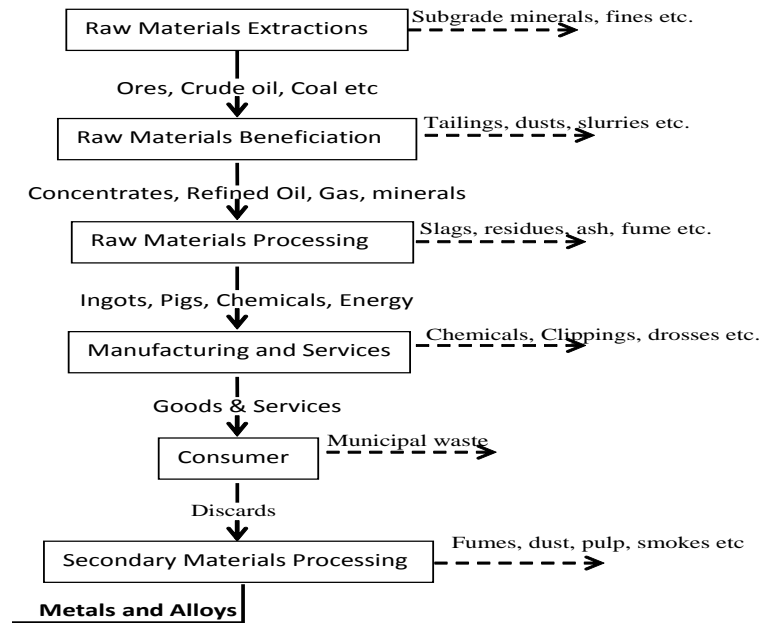 Raw Materials Extractions
Subgrade minerals, fines etc.
Ores, Crude oil, Coal etc
Raw Materials Beneficiation
Tailings, dusts, slurries etc.
Concentrates, Refined Oil, Gas, minerals
Raw Materials Processing
Slags, residues, ash, fume etc.
Ingots, Pigs, Chemicals, Energy
Manufacturing and Services
Chemicals, Clippings, drosses etc.
Goods & Services
Consumer
Municipal waste
Discards
Secondary Materials Processing
Fumes, dust, pulp, smokes etc
Metals and Alloys